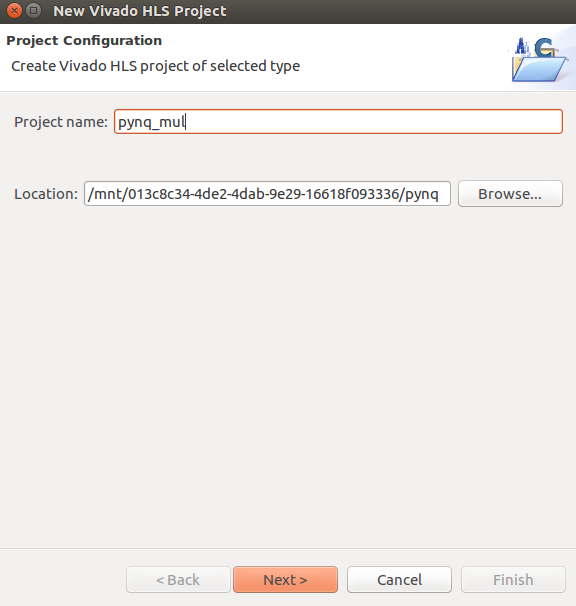 New Vivado HLS Project
Project Configuration
Create Vivado HLS project of selected type
Project name: pynq_mul
Location: /mnt/013c8c34-4de2-4dab-9e29-16618f093336/pynq Browse...
< Back Next > Cancel Finish